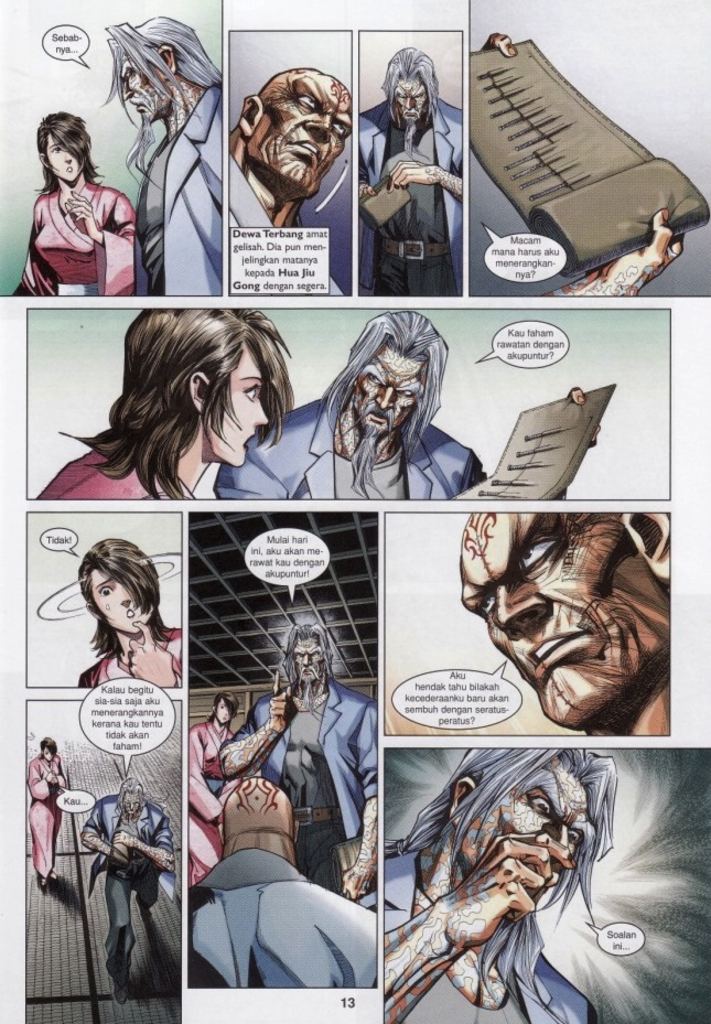 Sebab-
nya...
Dewa Terbang amat
gelisah. Dia pun men-
jelingkan matanya
kepada Hua Jiu
Gong dengan segera.
Macam
mana harus aku
menerangkan-
nya?
Kau faham
rawatan dengan
akupuntur?
Tidak!
Kalau begitu
sia-sia saja aku
menerangkannya
kerana kau tentu
tidak akan
faham!
Kau...
Mulai hari
ini, aku akan me-
rawat kau dengan
akupuntur!
Aku
hendak tahu bilakah
kecederaanku baru akan
sembuh dengan seratus-
peratus?
Soalan
ini...
13